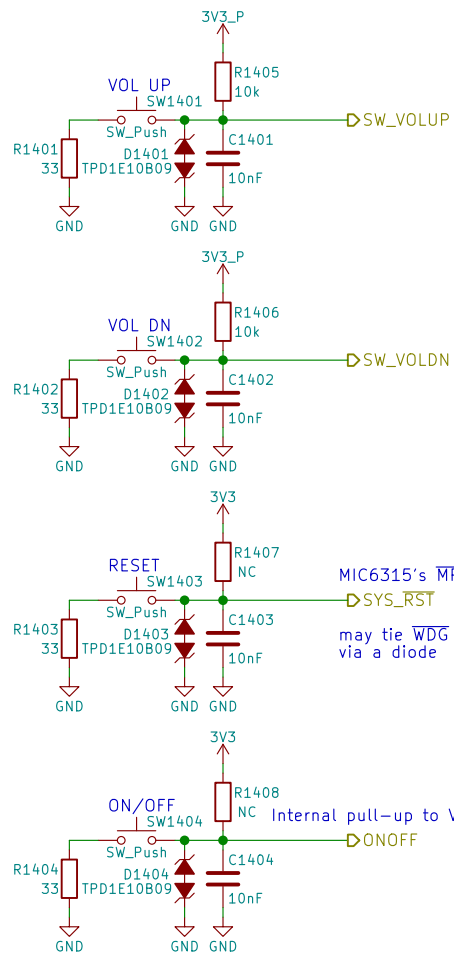 3V3_P
R1405
10k
VOL UP
SW1401
SW_Push
SW_VOLUP
R1401
33
D1401
TPD1E10B09
C1401
10nF
GND
GND
GND
3V3_P
R1406
10k
VOL DN
SW1402
SW_Push
SW_VOLDN
R1402
33
D1402
TPD1E10B09
C1402
10nF
GND
GND
GND
3V3
R1407
NC
RESET
SW1403
SW_Push
MIC6315's
SYS_RST
may tie WDG
via a diode
R1403
33
D1403
TPD1E10B09
C1403
10nF
GND
GND
GND
3V3
R1408
NC
ON/OFF
SW1404
SW_Push
Internal pull-up to
ONOFF
R1404
33
D1404
TPD1E10B09
C1404
10nF
GND
GND
GND